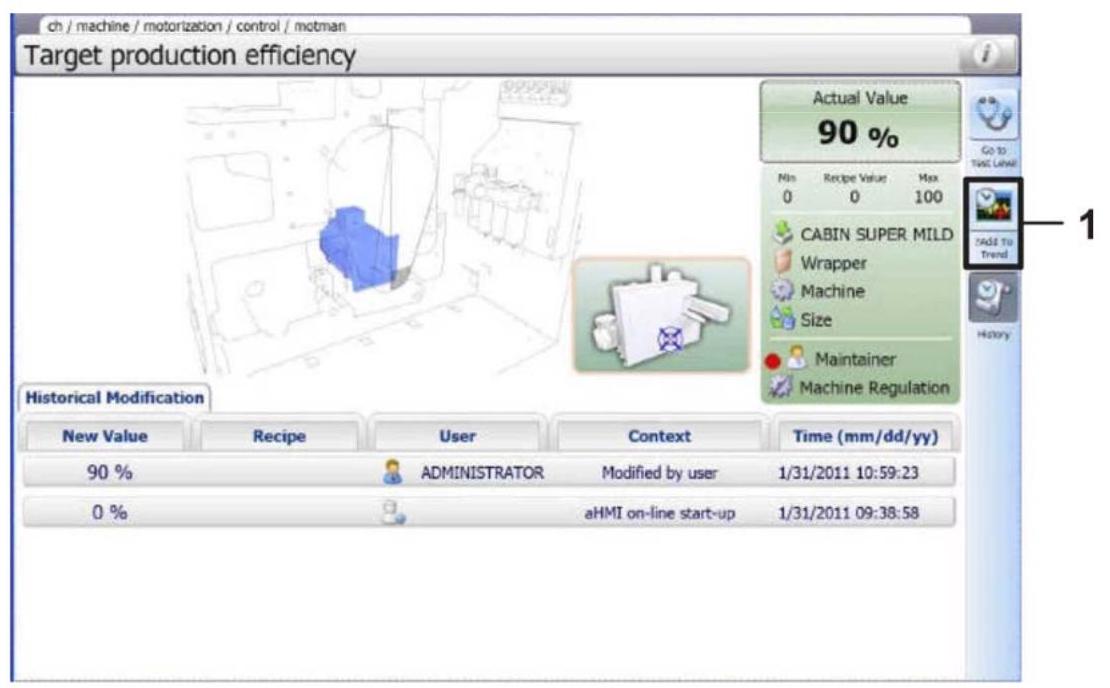 ch / machine / motorization / control / motman
Target production efficiency
i
Actual Value
90 %
Min Recipe Value Max
0 0 100
CABIN SUPER MILD
Wrapper
Machine
Size
Maintainer
Machine Regulation
Go to
Test Level
?Add To
Trend
History
1
Historical Modification
New Value Recipe User Context Time (mm/dd/yy)
90 % ADMINISTRATOR Modified by user 1/31/2011 10:59:23
0 % aHMI on-line start-up 1/31/2011 09:38:58